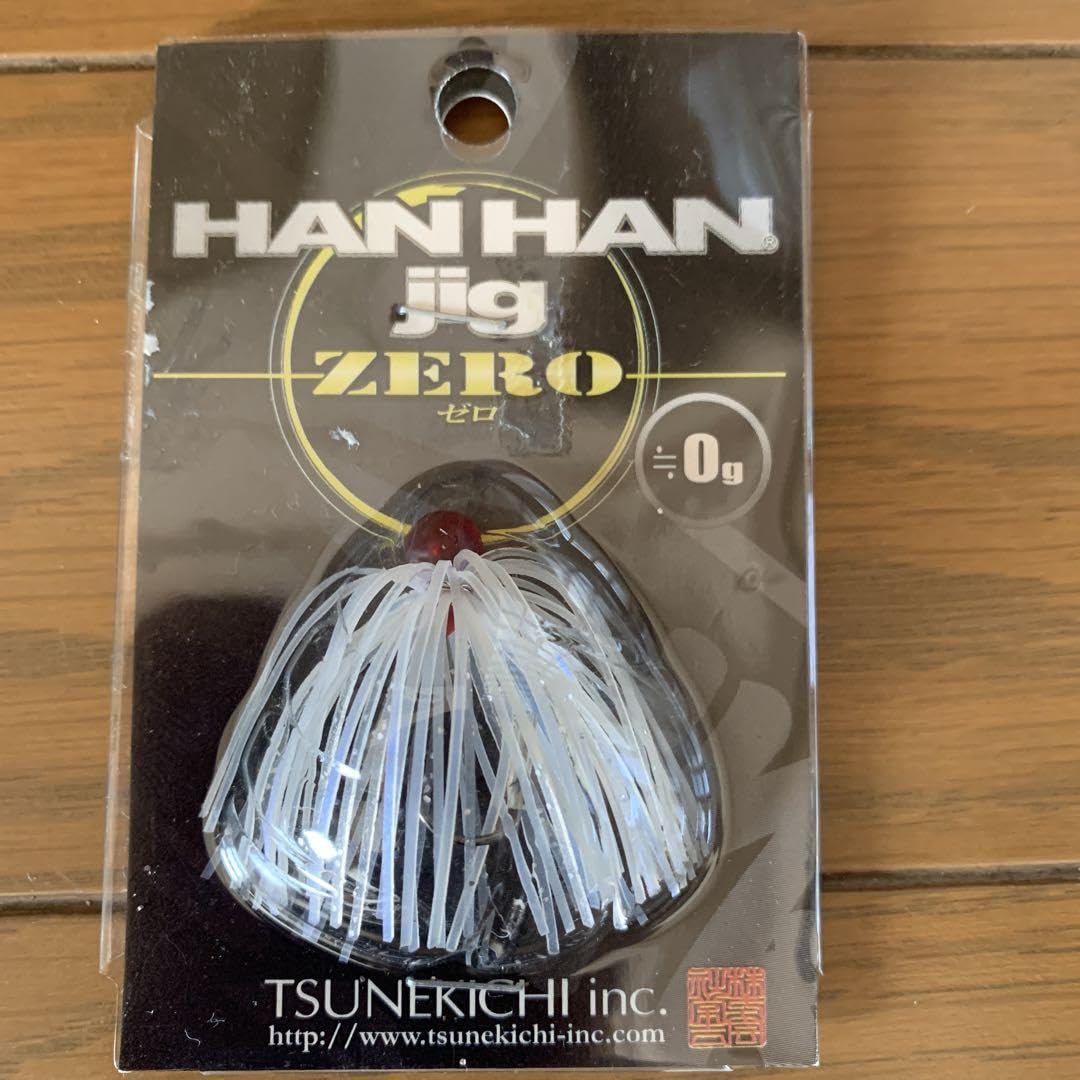 HAN HAN®
jig
ZERO
ゼロ
≒0g
TSUNEKICHI inc.
http://www.tsunekichi-inc.com